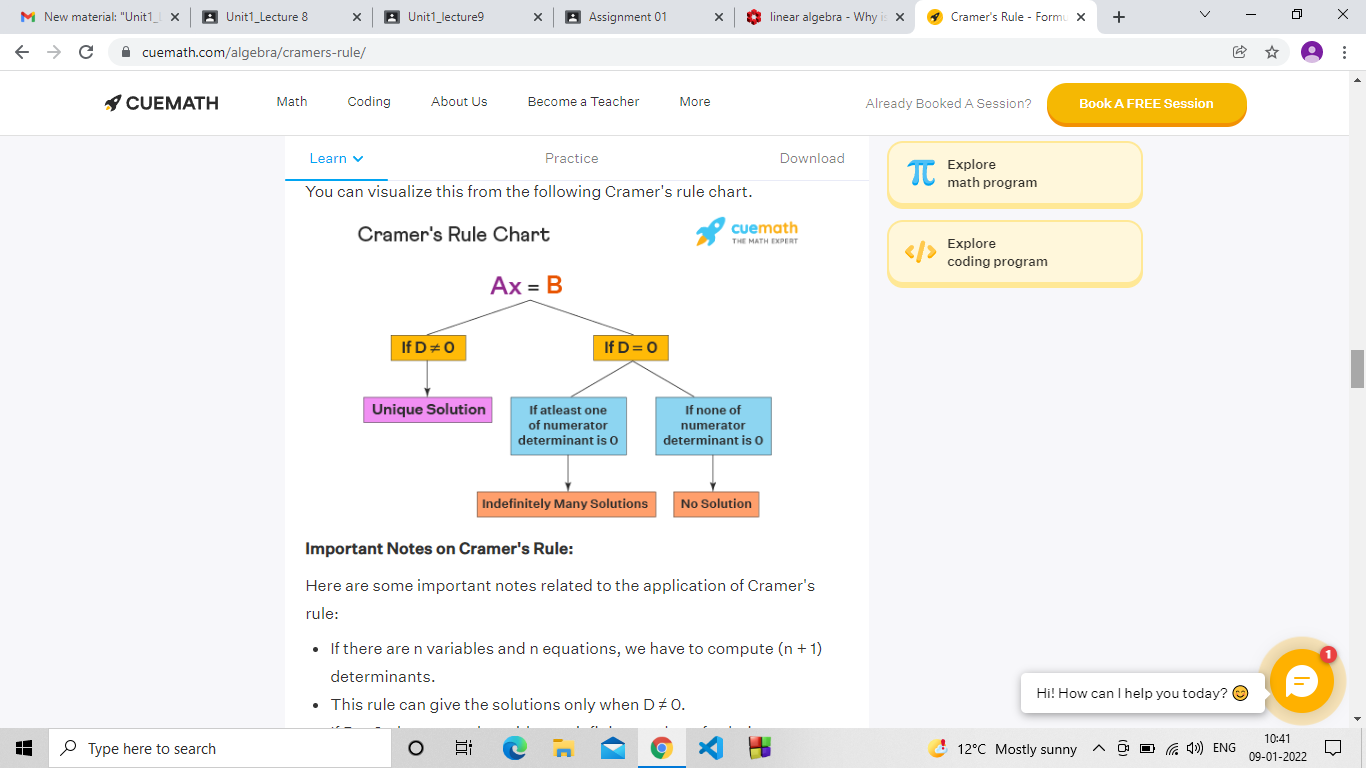 New material: "Unit1_
Unit1_Lecture 8
Unit1_lecture9
Assignment 01
linear algebra - Why is
Cramer's Rule - Formu
cuemath.com/algebra/cramers-rule/
CUEMATH
Math
Coding
About Us
Become a Teacher
More
Already Booked A Session?
Book A FREE Session
Learn
Practice
Download
Explore
math program
Explore
coding program
You can visualize this from the following Cramer's rule chart.
Cramer's Rule Chart
cuemath
THE MATH EXPERT
Ax = B
If D ≠ 0
If D = 0
Unique Solution
If atleast one
of numerator
determinant is 0
If none of
numerator
determinant is 0
Indefinitely Many Solutions
No Solution
Important Notes on Cramer's Rule:
Here are some important notes related to the application of Cramer's
rule:
• If there are n variables and n equations, we have to compute (n + 1)
determinants.
• This rule can give the solutions only when D ≠ 0.
1
Hi! How can I help you today? 😊
Type here to search
12°C Mostly sunny
ENG
10:41
09-01-2022